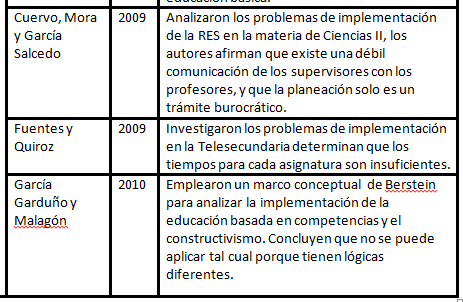 Educación básica.
Cuervo, Mora 2009 Analizaron los problemas de implementación
y García de la RES en la materia de Ciencias II, los
Salcedo autores afirman que existe una débil
comunicación de los supervisores con los
profesores, y que la planeación solo es un
trámite burocrático.
Fuentes y 2009 Investigaron los problemas de implementación
Quiroz en la Telesecundaria determinan que los
tiempos para cada asignatura son insuficientes.
García 2010 Emplearon un marco conceptual de Berstein
Garduño y para analizar la implementación de la
Malagón educación basada en competencias y el
constructivismo. Concluyen que no se puede
aplicar tal cual porque tienen lógicas
diferentes.